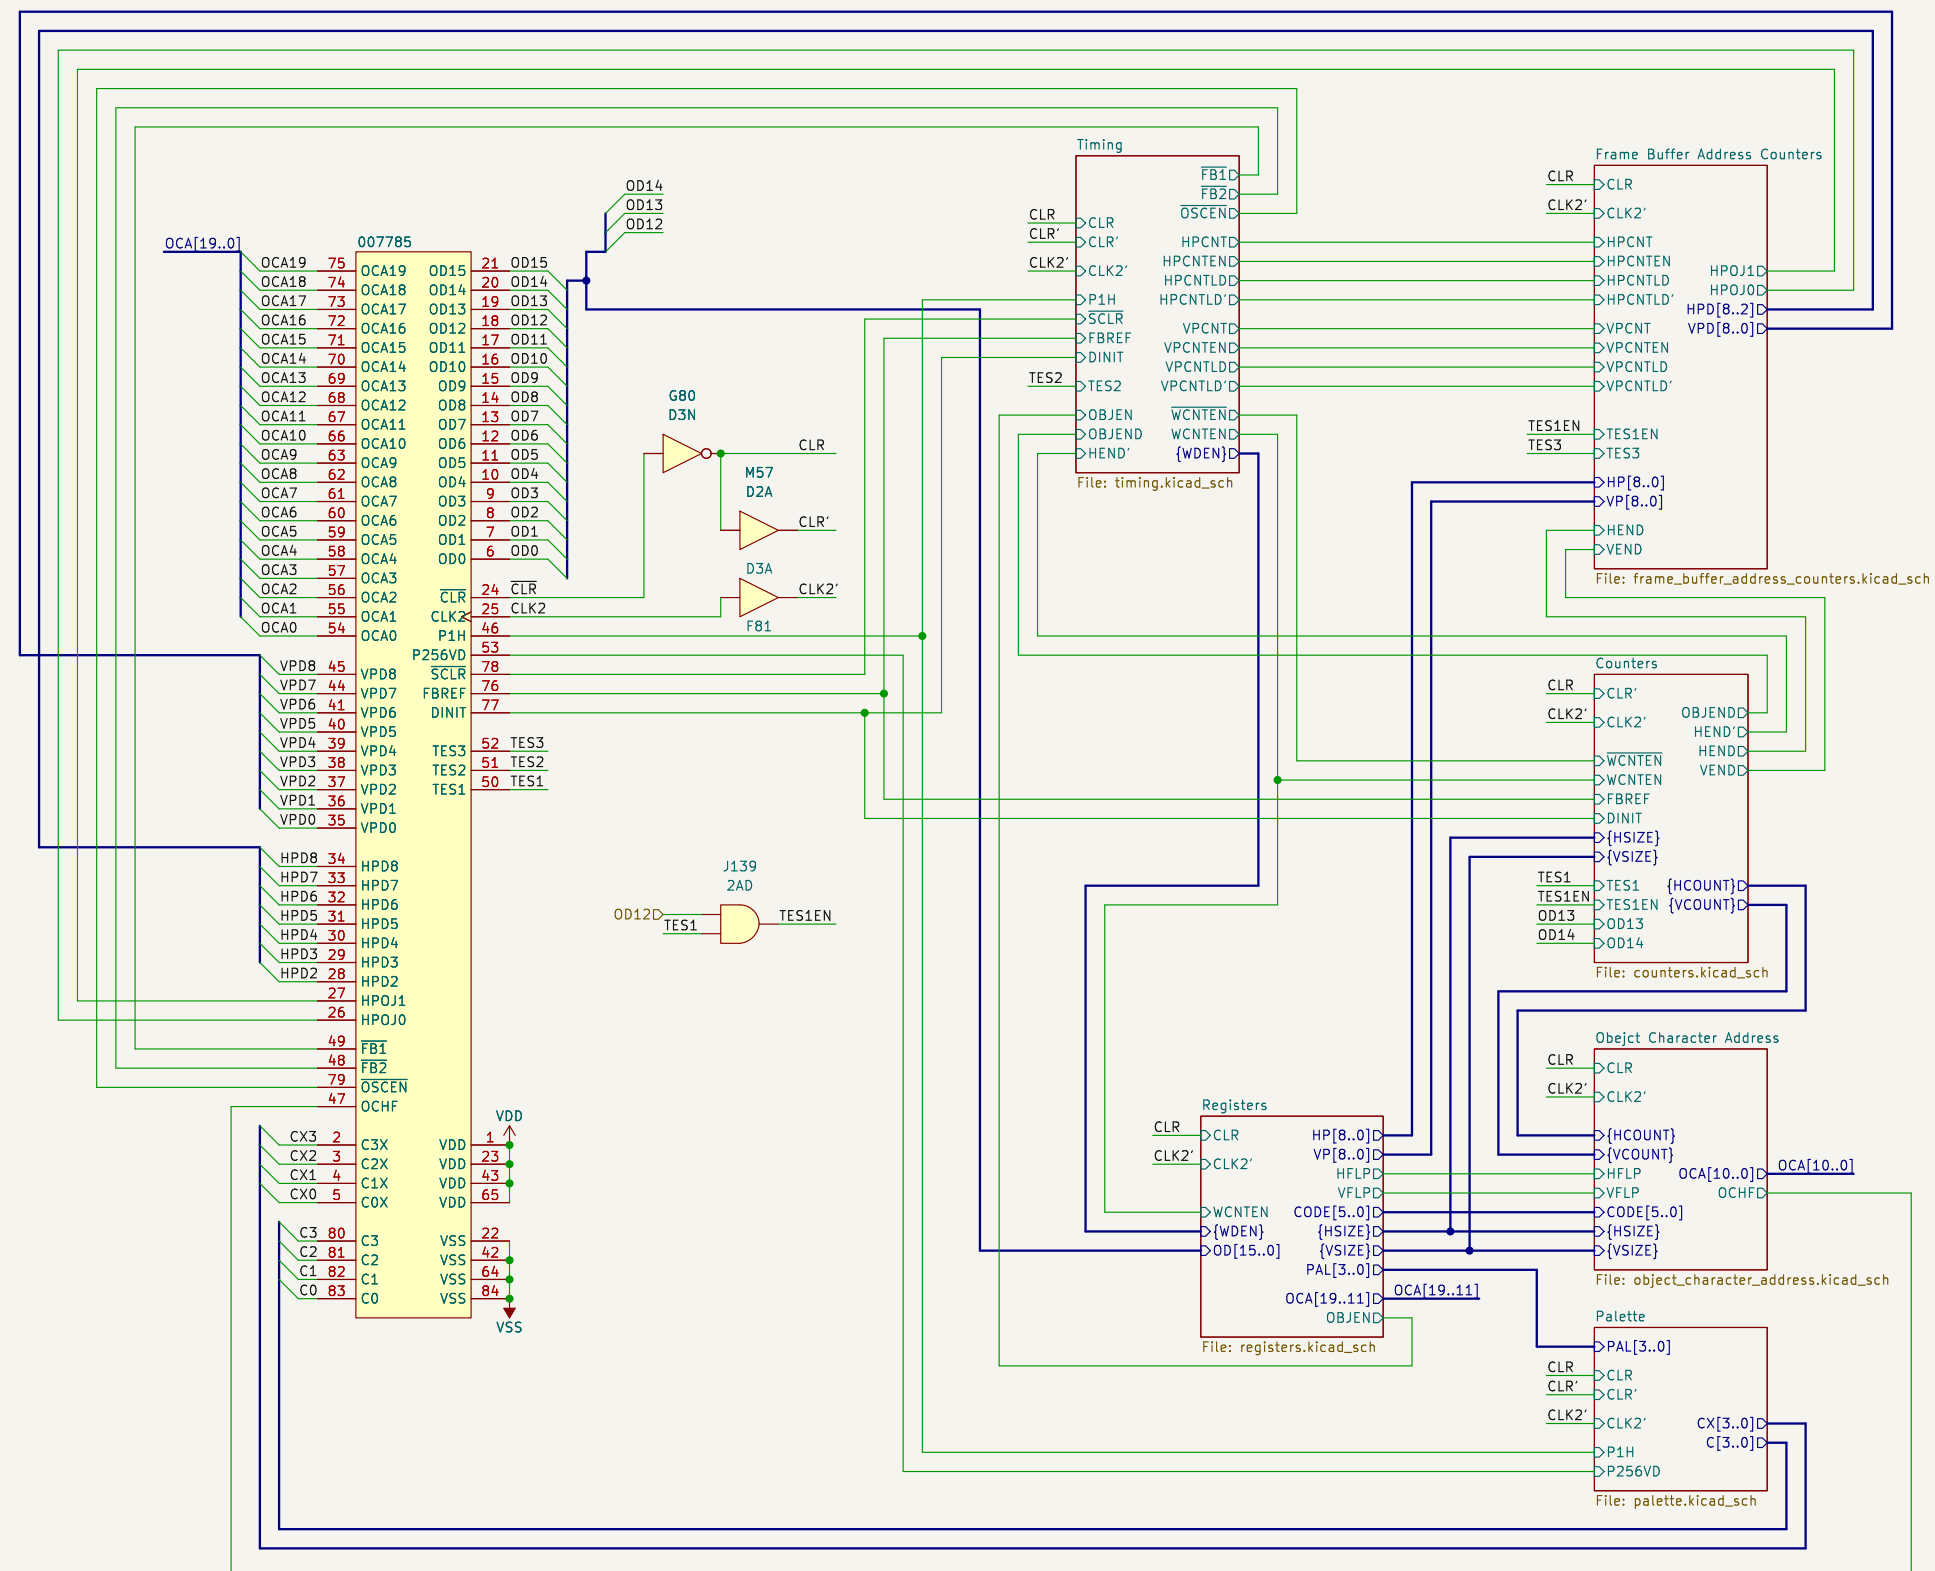 OCA[19..0]
007785
OCA19 75 OCA19
OCA18 74 OCA18
OCA17 73 OCA17
OCA16 72 OCA16
OCA15 71 OCA15
OCA14 70 OCA14
OCA13 69 OCA13
OCA12 68 OCA12
OCA11 67 OCA11
OCA10 66 OCA10
OCA9 63 OCA9
OCA8 62 OCA8
OCA7 61 OCA7
OCA6 60 OCA6
OCA5 59 OCA5
OCA4 58 OCA4
OCA3 57 OCA3
OCA2 56 OCA2
OCA1 55 OCA1
OCA0 54 OCA0
VPD8 45 VPD8
VPD7 44 VPD7
VPD6 41 VPD6
VPD5 40 VPD5
VPD4 39 VPD4
VPD3 38 VPD3
VPD2 37 VPD2
VPD1 36 VPD1
VPD0 35 VPD0
HPD8 34 HPD8
HPD7 33 HPD7
HPD6 32 HPD6
HPD5 31 HPD5
HPD4 30 HPD4
HPD3 29 HPD3
HPD2 28 HPD2
27 HPOJ1
26 HPOJ0
49 FB1
48 FB2
79 OSCEN
47 OCHF
CX3 2 C3X
CX2 3 C2X
CX1 4 C1X
CX0 5 C0X
C3 80 C3
C2 81 C2
C1 82 C1
C0 83 C0
OD15 21 OD15
OD14 20 OD14
OD13 19 OD13
OD12 18 OD12
OD11 17 OD11
OD10 16 OD10
OD9 15 OD9
OD8 14 OD8
OD7 13 OD7
OD6 12 OD6
OD5 11 OD5
OD4 10 OD4
OD3 9 OD3
OD2 8 OD2
OD1 7 OD1
OD0 6 OD0
CLR 24 CLR
CLK2 25 CLK2
P1H 46
P256VD 53
SCLR 78
FBREF 76
DINIT 77
TES3 52 TES3
TES2 51 TES2
TES1 50 TES1
VDD
VDD 1
VDD 23
VDD 43
VDD 65
VSS 22
VSS 42
VSS 64
VSS 84
VSS
OD14
OD13
OD12
G80
D3N
CLR
M57
D2A
CLR'
D3A
CLK2'
F81
J139
2AD
OD12
TES1
TES1EN
Timing
CLR CLR
CLR' CLR'
CLK2' CLK2'
P1H
SCLR
FBREF
DINIT
TES2 TES2
OBJEN
OBJEND
HEND'
FB1
FB2
OSCEN
HPCNT
HPCNTEN
HPCNTLD
HPCNTLD'
VPCNT
VPCNTEN
VPCNTLD
VPCNTLD'
WCNTEN
WCNTEN
{WDEN}
File: timing.kicad_sch
Frame Buffer Address Counters
CLR CLR
CLK2' CLK2'
HPCNT
HPCNTEN
HPCNTLD
HPCNTLD'
VPCNT
VPCNTEN
VPCNTLD
VPCNTLD'
TES1EN TES1EN
TES3 TES3
HP[8..0]
VP[8..0]
HEND
VEND
HPOJ1
HPOJ0
HPD[8..2]
VPD[8..0]
File: frame_buffer_address_counters.kicad_sch
Counters
CLR CLR'
CLK2' CLK2'
WCNTEN
WCNTEN
FBREF
DINIT
{HSIZE}
{VSIZE}
TES1 TES1
TES1EN TES1EN
OD13 OD13
OD14 OD14
OBJEND
HEND'
HEND
VEND
{HCOUNT}
{VCOUNT}
File: counters.kicad_sch
Obejct Character Address
CLR CLR
CLK2' CLK2'
{HCOUNT}
{VCOUNT}
HFLP
VFLP
CODE[5..0]
{HSIZE}
{VSIZE}
OCA[10..0] OCA[10..0]
OCHF
File: object_character_address.kicad_sch
Registers
CLR CLR
CLK2' CLK2'
WCNTEN
{WDEN}
OD[15..0]
HP[8..0]
VP[8..0]
HFLP
VFLP
CODE[5..0]
{HSIZE}
{VSIZE}
PAL[3..0]
OCA[19..11] OCA[19..11]
OBJEN
File: registers.kicad_sch
Palette
PAL[3..0]
CLR CLR
CLR' CLR'
CLK2' CLK2'
P1H
P256VD
CX[3..0]
C[3..0]
File: palette.kicad_sch